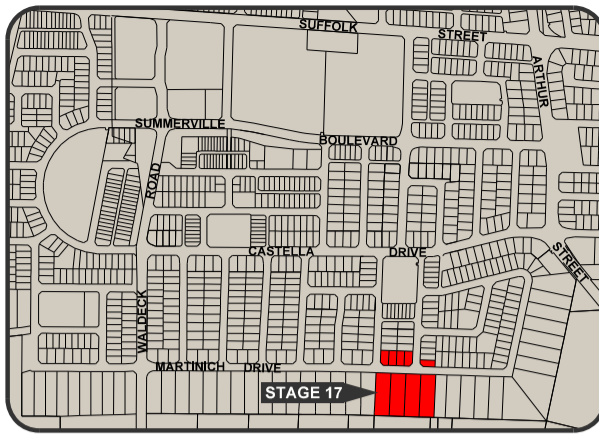 SUFFOLK STREET
ARTHUR
SUMMERVILLE BOULEVARD
ROAD
CASTELLA DRIVE
STREET
WALDECK
MARTINICH DRIVE
STAGE 17